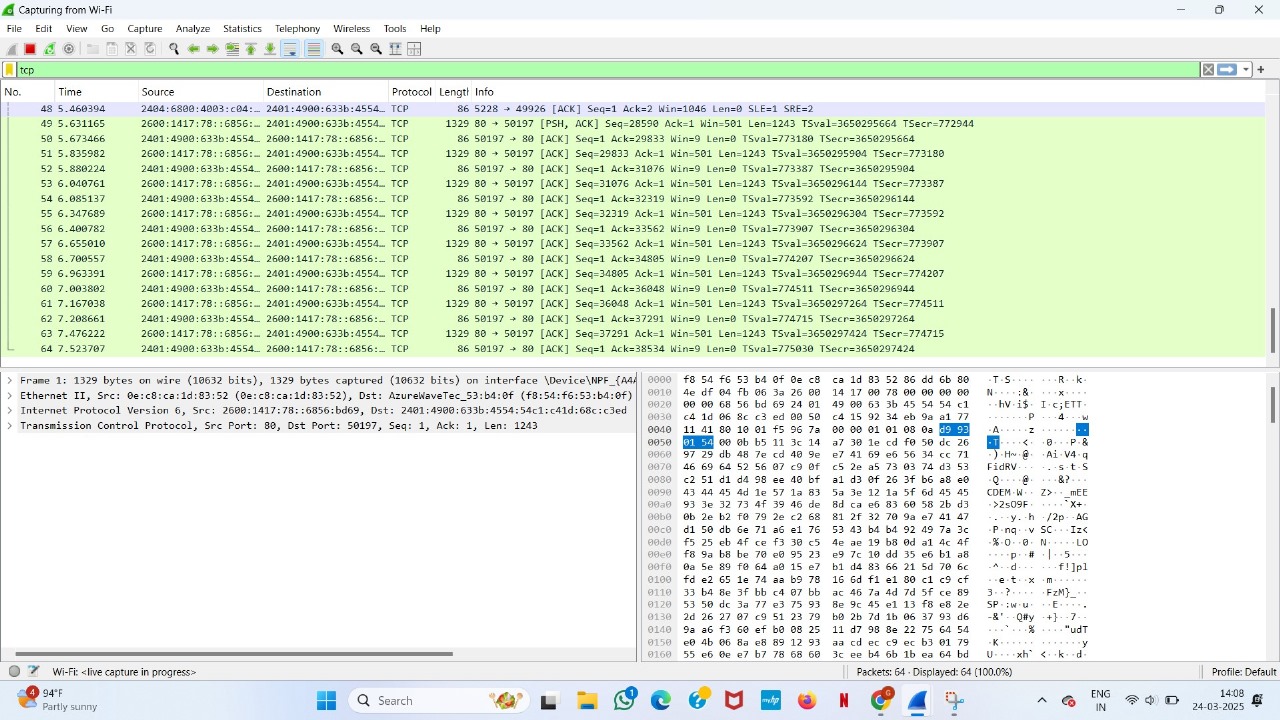 Capturing from Wi-Fi
File Edit View Go Capture Analyze Statistics Telephony Wireless Tools Help
tcp
No. Time Source Destination Protocol Length Info
48 5.460394 2404:6800:4003:c04:… 2401:4900:633b:4554… TCP 86 5228 → 49926 [ACK] Seq=1 Ack=2 Win=1046 Len=0 SLE=1 SRE=2
49 5.631165 2600:1417:78::6856:… 2401:4900:633b:4554… TCP 1329 80 → 50197 [PSH, ACK] Seq=28590 Ack=1 Win=501 Len=1243 TSval=3650295664 TSecr=772944
50 5.673466 2401:4900:633b:4554… 2600:1417:78::6856:… TCP 86 50197 → 80 [ACK] Seq=1 Ack=29833 Win=9 Len=0 TSval=773180 TSecr=3650295664
51 5.835982 2600:1417:78::6856:… 2401:4900:633b:4554… TCP 1329 80 → 50197 [ACK] Seq=29833 Ack=1 Win=501 Len=1243 TSval=3650295904 TSecr=773180
52 5.880224 2401:4900:633b:4554… 2600:1417:78::6856:… TCP 86 50197 → 80 [ACK] Seq=1 Ack=31076 Win=9 Len=0 TSval=773387 TSecr=3650295904
53 6.040761 2600:1417:78::6856:… 2401:4900:633b:4554… TCP 1329 80 → 50197 [ACK] Seq=31076 Ack=1 Win=501 Len=1243 TSval=3650296144 TSecr=773387
54 6.085137 2401:4900:633b:4554… 2600:1417:78::6856:… TCP 86 50197 → 80 [ACK] Seq=1 Ack=32319 Win=9 Len=0 TSval=773592 TSecr=3650296144
55 6.347689 2600:1417:78::6856:… 2401:4900:633b:4554… TCP 1329 80 → 50197 [ACK] Seq=32319 Ack=1 Win=501 Len=1243 TSval=3650296304 TSecr=773592
56 6.400782 2401:4900:633b:4554… 2600:1417:78::6856:… TCP 86 50197 → 80 [ACK] Seq=1 Ack=33562 Win=9 Len=0 TSval=773907 TSecr=3650296304
57 6.655010 2600:1417:78::6856:… 2401:4900:633b:4554… TCP 1329 80 → 50197 [ACK] Seq=33562 Ack=1 Win=501 Len=1243 TSval=3650296624 TSecr=773907
58 6.700557 2401:4900:633b:4554… 2600:1417:78::6856:… TCP 86 50197 → 80 [ACK] Seq=1 Ack=34805 Win=9 Len=0 TSval=774207 TSecr=3650296624
59 6.963391 2600:1417:78::6856:… 2401:4900:633b:4554… TCP 1329 80 → 50197 [ACK] Seq=34805 Ack=1 Win=501 Len=1243 TSval=3650296944 TSecr=774207
60 7.003802 2401:4900:633b:4554… 2600:1417:78::6856:… TCP 86 50197 → 80 [ACK] Seq=1 Ack=36048 Win=9 Len=0 TSval=774511 TSecr=3650296944
61 7.167038 2600:1417:78::6856:… 2401:4900:633b:4554… TCP 1329 80 → 50197 [ACK] Seq=36048 Ack=1 Win=501 Len=1243 TSval=3650297264 TSecr=774511
62 7.208661 2401:4900:633b:4554… 2600:1417:78::6856:… TCP 86 50197 → 80 [ACK] Seq=1 Ack=37291 Win=9 Len=0 TSval=774715 TSecr=3650297264
63 7.476222 2600:1417:78::6856:… 2401:4900:633b:4554… TCP 1329 80 → 50197 [ACK] Seq=37291 Ack=1 Win=501 Len=1243 TSval=3650297424 TSecr=774715
64 7.523707 2401:4900:633b:4554… 2600:1417:78::6856:… TCP 86 50197 → 80 [ACK] Seq=1 Ack=38534 Win=9 Len=0 TSval=775030 TSecr=3650297424
Frame 1: 1329 bytes on wire (10632 bits), 1329 bytes captured (10632 bits) on interface \Device\NPF_{A4A
Ethernet II, Src: 0e:c8:ca:1d:83:52 (0e:c8:ca:1d:83:52), Dst: AzureWaveTec_53:b4:0f (f8:54:f6:53:b4:0f)
Internet Protocol Version 6, Src: 2600:1417:78::6856:bd69, Dst: 2401:4900:633b:4554:54c1:c41d:68c:c3ed
Transmission Control Protocol, Src Port: 80, Dst Port: 50197, Seq: 1, Ack: 1, Len: 1243
0000 f8 54 f6 53 b4 0f 0e c8 ca 1d 83 52 86 dd 6b 80
0010 4e df 04 fb 06 3a 26 00 14 17 00 78 00 00 00 00
0020 00 00 68 56 bd 69 24 01 49 00 63 3b 45 54 54 c1
0030 c4 1d 06 8c c3 ed 00 50 c4 15 92 34 eb 9a a1 77
0040 11 41 80 10 01 f5 96 7a 00 00 01 01 08 0a d9 93
0050 01 54 00 0b b5 11 3c 14 a7 30 1e cd f0 50 dc 26
0060 97 29 db 48 7e cd 40 9e e7 41 69 e6 56 34 cc 71
0070 46 69 64 52 56 07 c9 0f c5 2e a5 73 03 74 d3 53
0080 c2 51 d1 d4 98 ee 40 bf a1 d3 0f 26 3f b6 a8 e0
0090 43 44 45 4d 1e 57 1a 83 5a 3e 12 1a 5f 6d 45 45
00a0 93 3e 32 73 4f 39 46 de 8d ca e6 83 60 58 2b d3
00b0 0b 2e b2 f0 79 2e c2 68 81 2f 32 70 9a e7 41 47
00c0 d1 50 db 6e 71 a6 e1 76 53 43 b4 b4 92 49 7a 3c
00d0 f5 25 eb 4f ce f3 30 c5 4e ae 19 b8 0d a1 4c 4f
00e0 f8 9a b8 be 70 e0 95 23 e9 7c 10 dd 35 e6 b1 a8
00f0 0a 5e 89 f0 64 a0 15 e7 b1 d4 83 66 21 5d 70 6c
0100 fd e2 65 1e 74 aa b9 78 16 6d f1 e1 80 c1 c9 cf
0110 33 b4 8e 3f bb c4 07 bb ac 46 7a 4d 7d 5f ce 89
0120 53 50 dc 3a 77 e3 75 93 8e 9c 45 e1 13 f8 e8 2e
0130 2d 26 27 07 c9 51 23 79 b0 2b 7d 1b 06 37 93 d6
0140 9a a6 f3 60 ef b0 08 25 11 d7 98 8e 22 75 64 54
0150 e0 4b 06 8a e8 89 12 93 aa cd ec c9 ec b3 01 79
0160 55 e6 0e e7 b7 78 68 60 3c ee b4 6b 1b ea 64 bd
Wi-Fi: <live capture in progress>
Packets: 64 · Displayed: 64 (100.0%)
Profile: Default
4
94°F
Partly sunny
Search
1
ENG
IN
14:08
24-03-2025